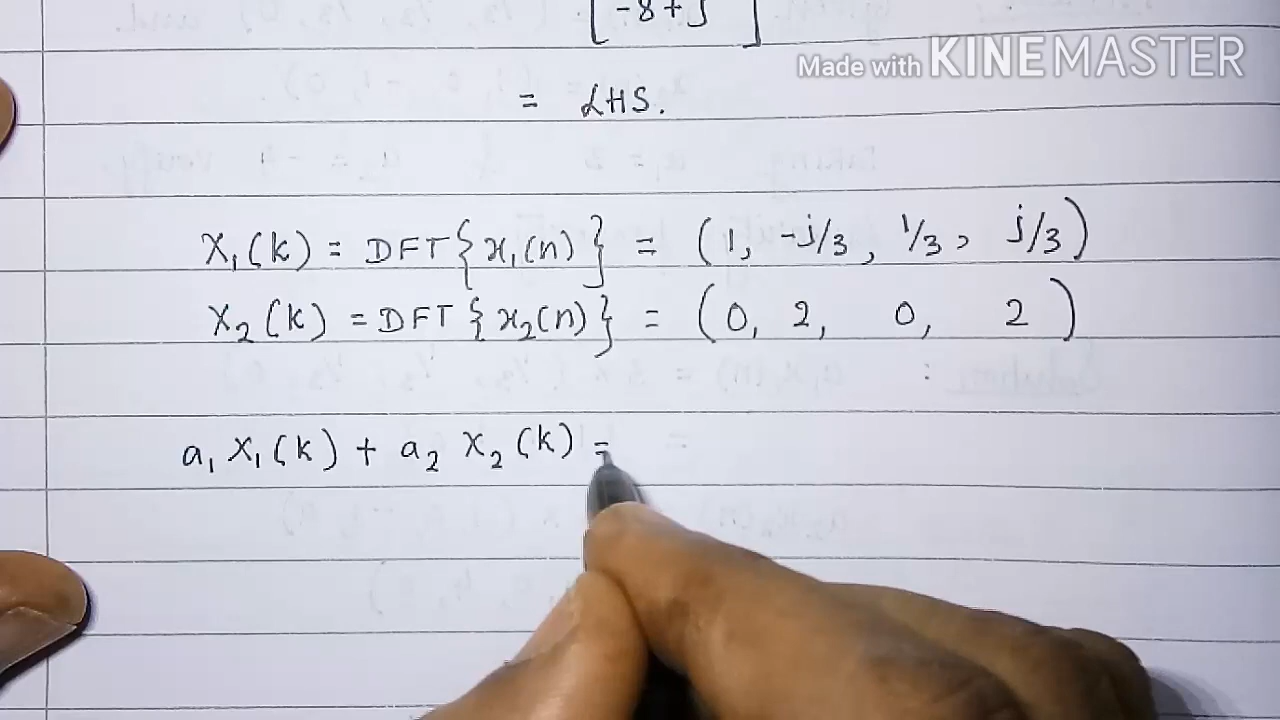 -8+j
Made with KINEMASTER
= LHS.
X₁(k) = DFT{x₁(n)} = (1, -j/3, 1/3, j/3)
X₂(k) = DFT{x₂(n)} = (0, 2, 0, 2)
a₁ X₁(k) + a₂ X₂(k) =